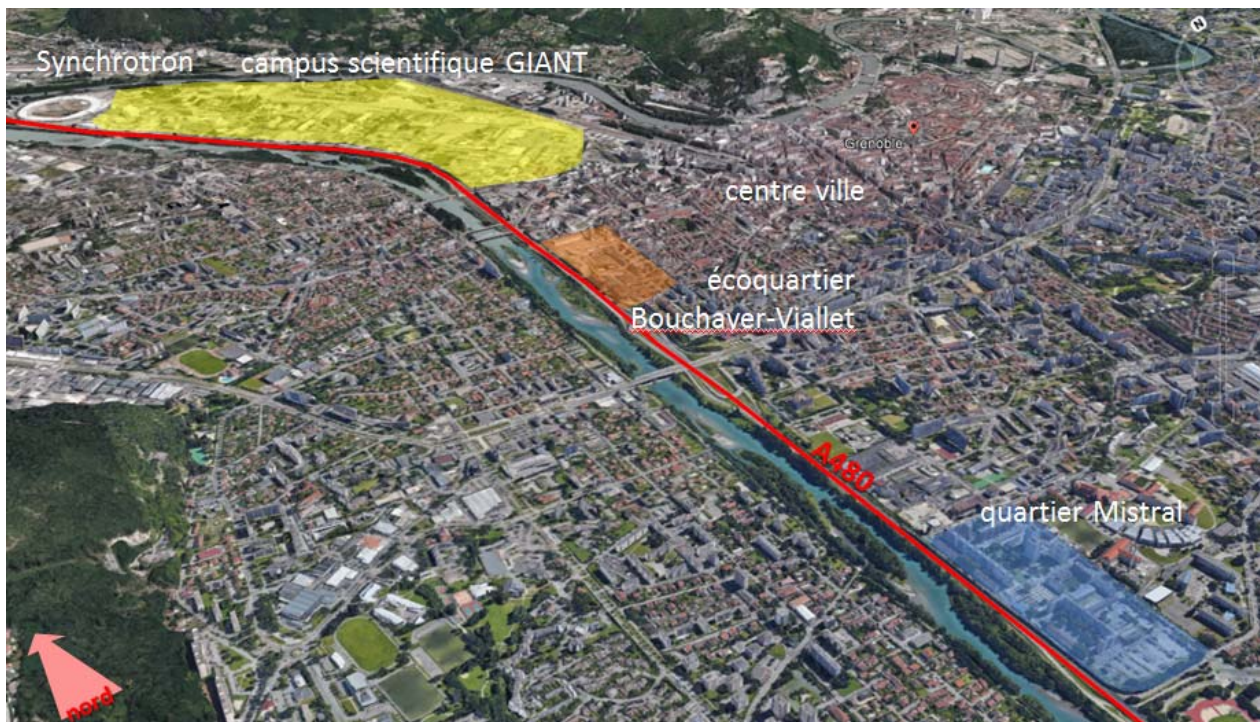 Synchrotron campus scientifique GIANT
N
Grenoble
centre ville
écoquartier
Bouchayer-Viallet
A480
quartier Mistral
nord